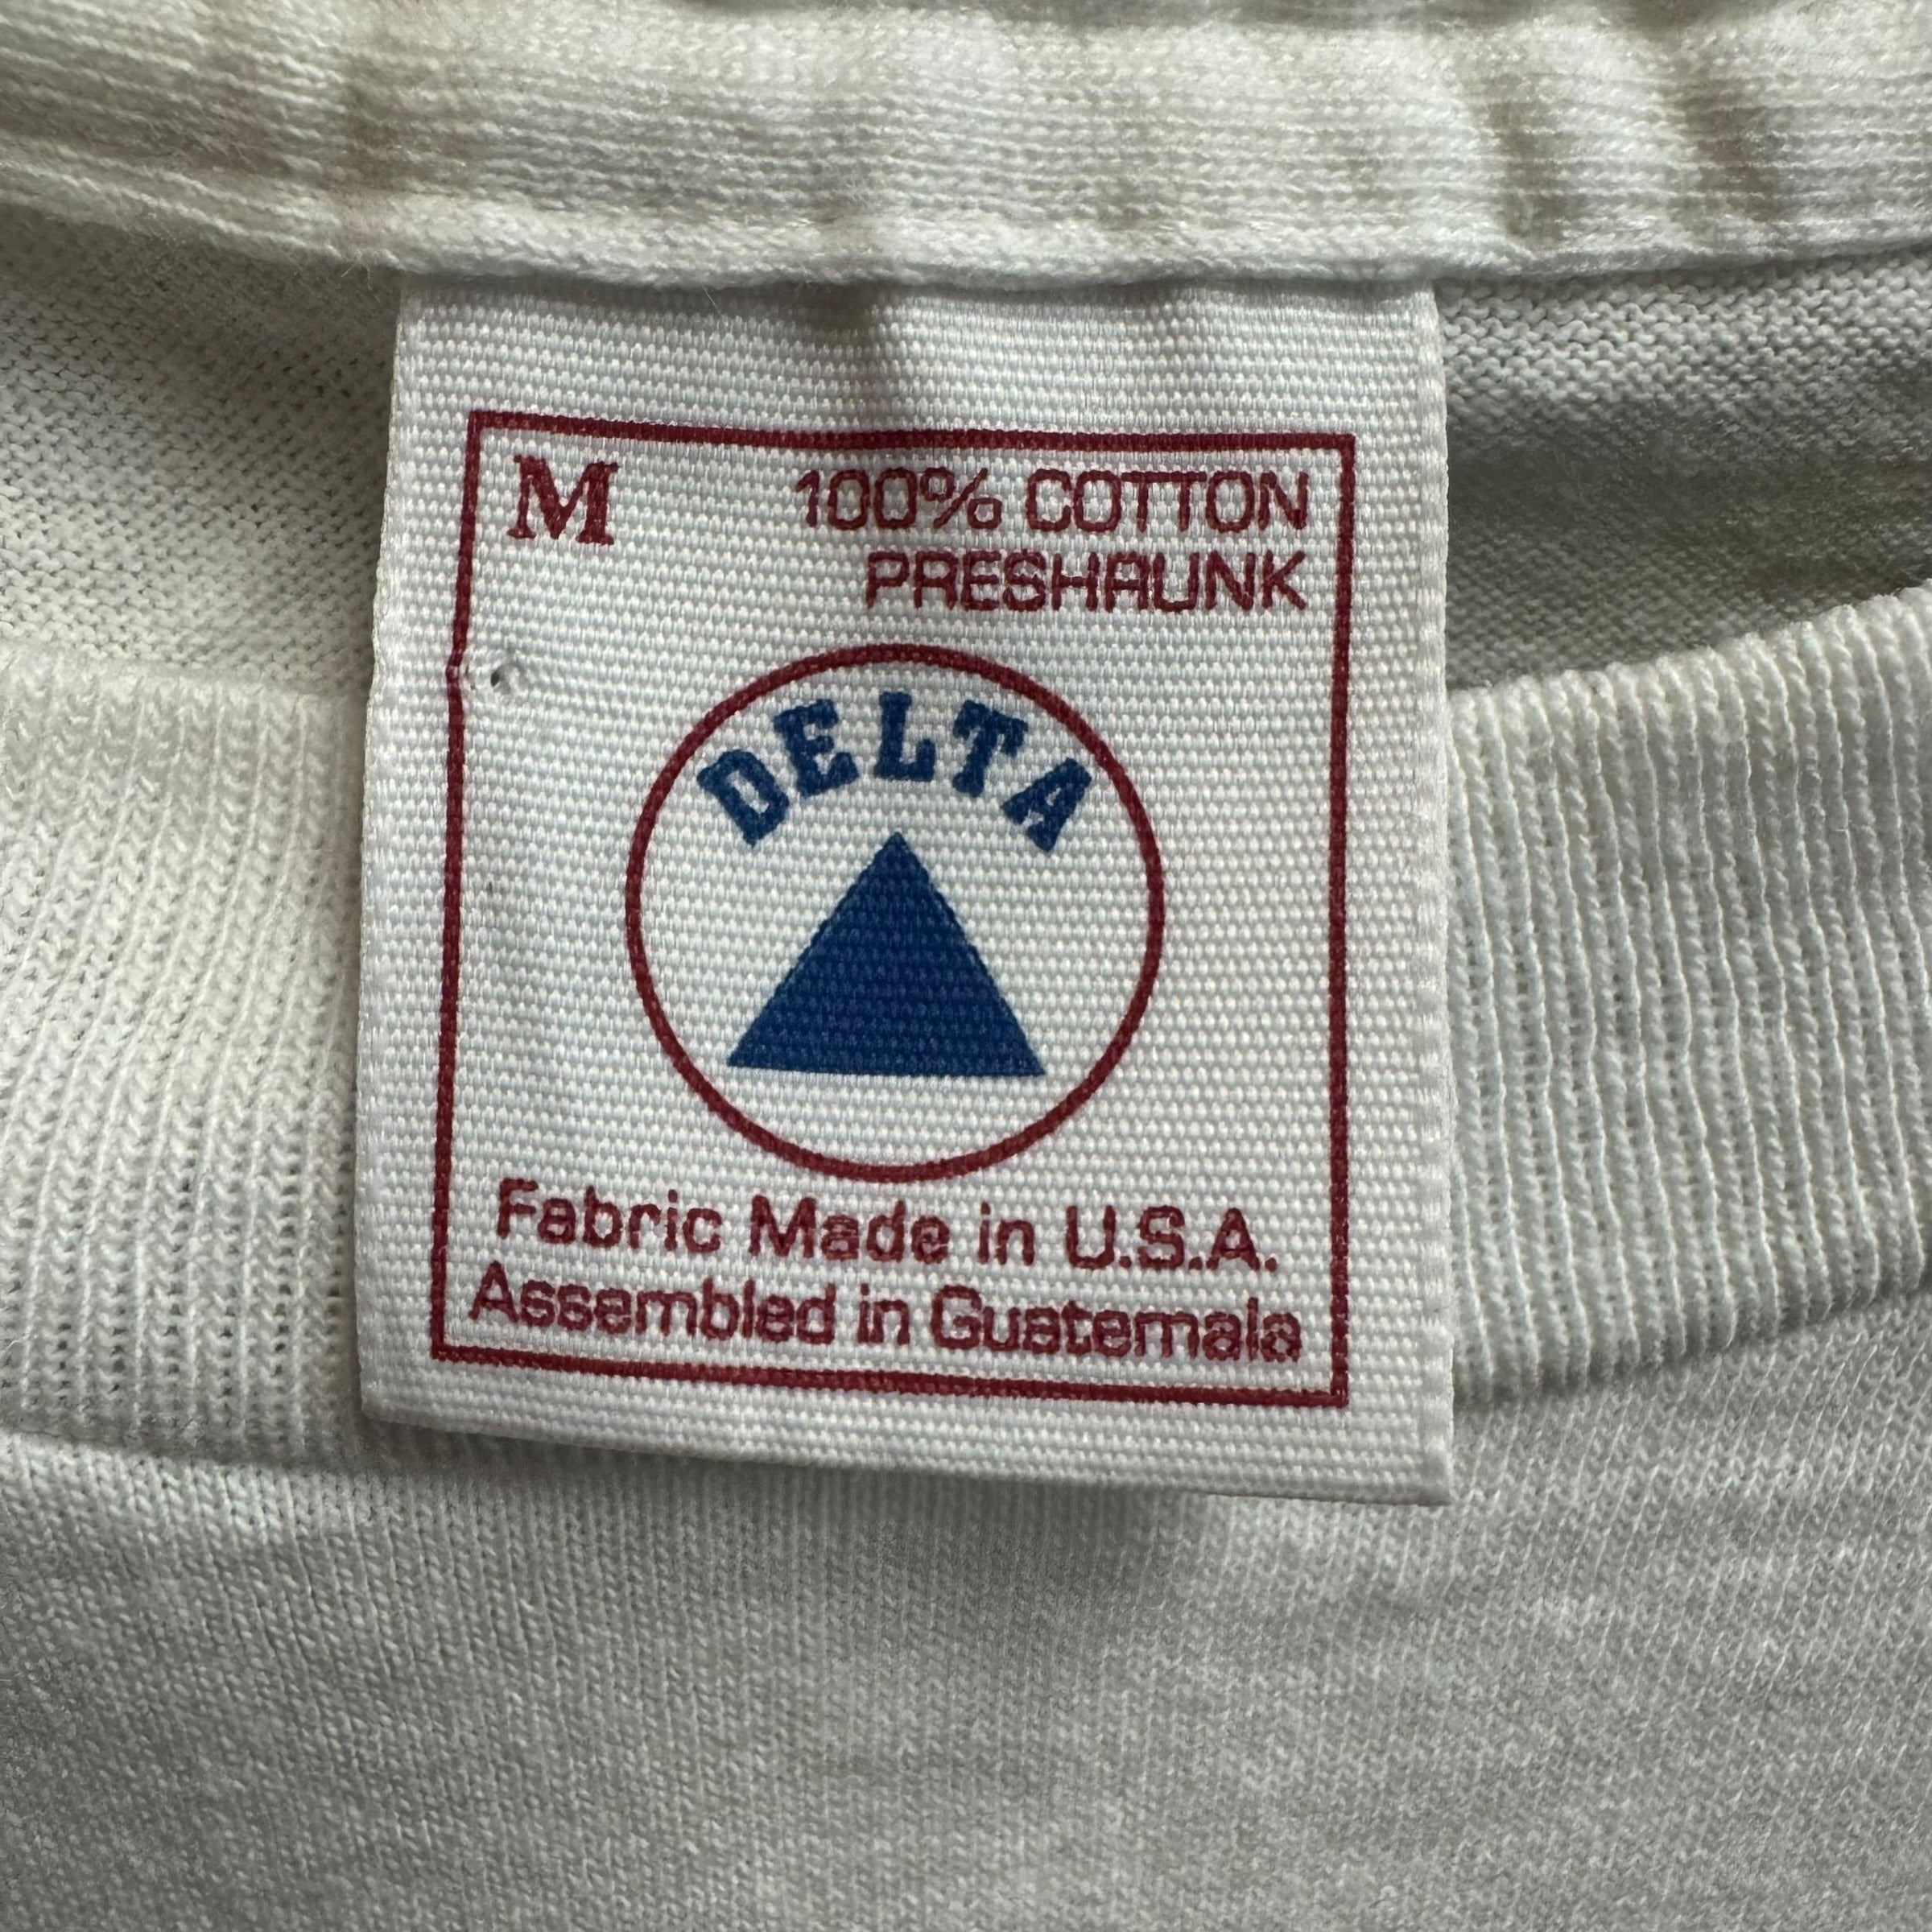 M 100% COTTON
PRESHRUNK
DELTA
Fabric Made in U.S.A.
Assembled in Guatemala